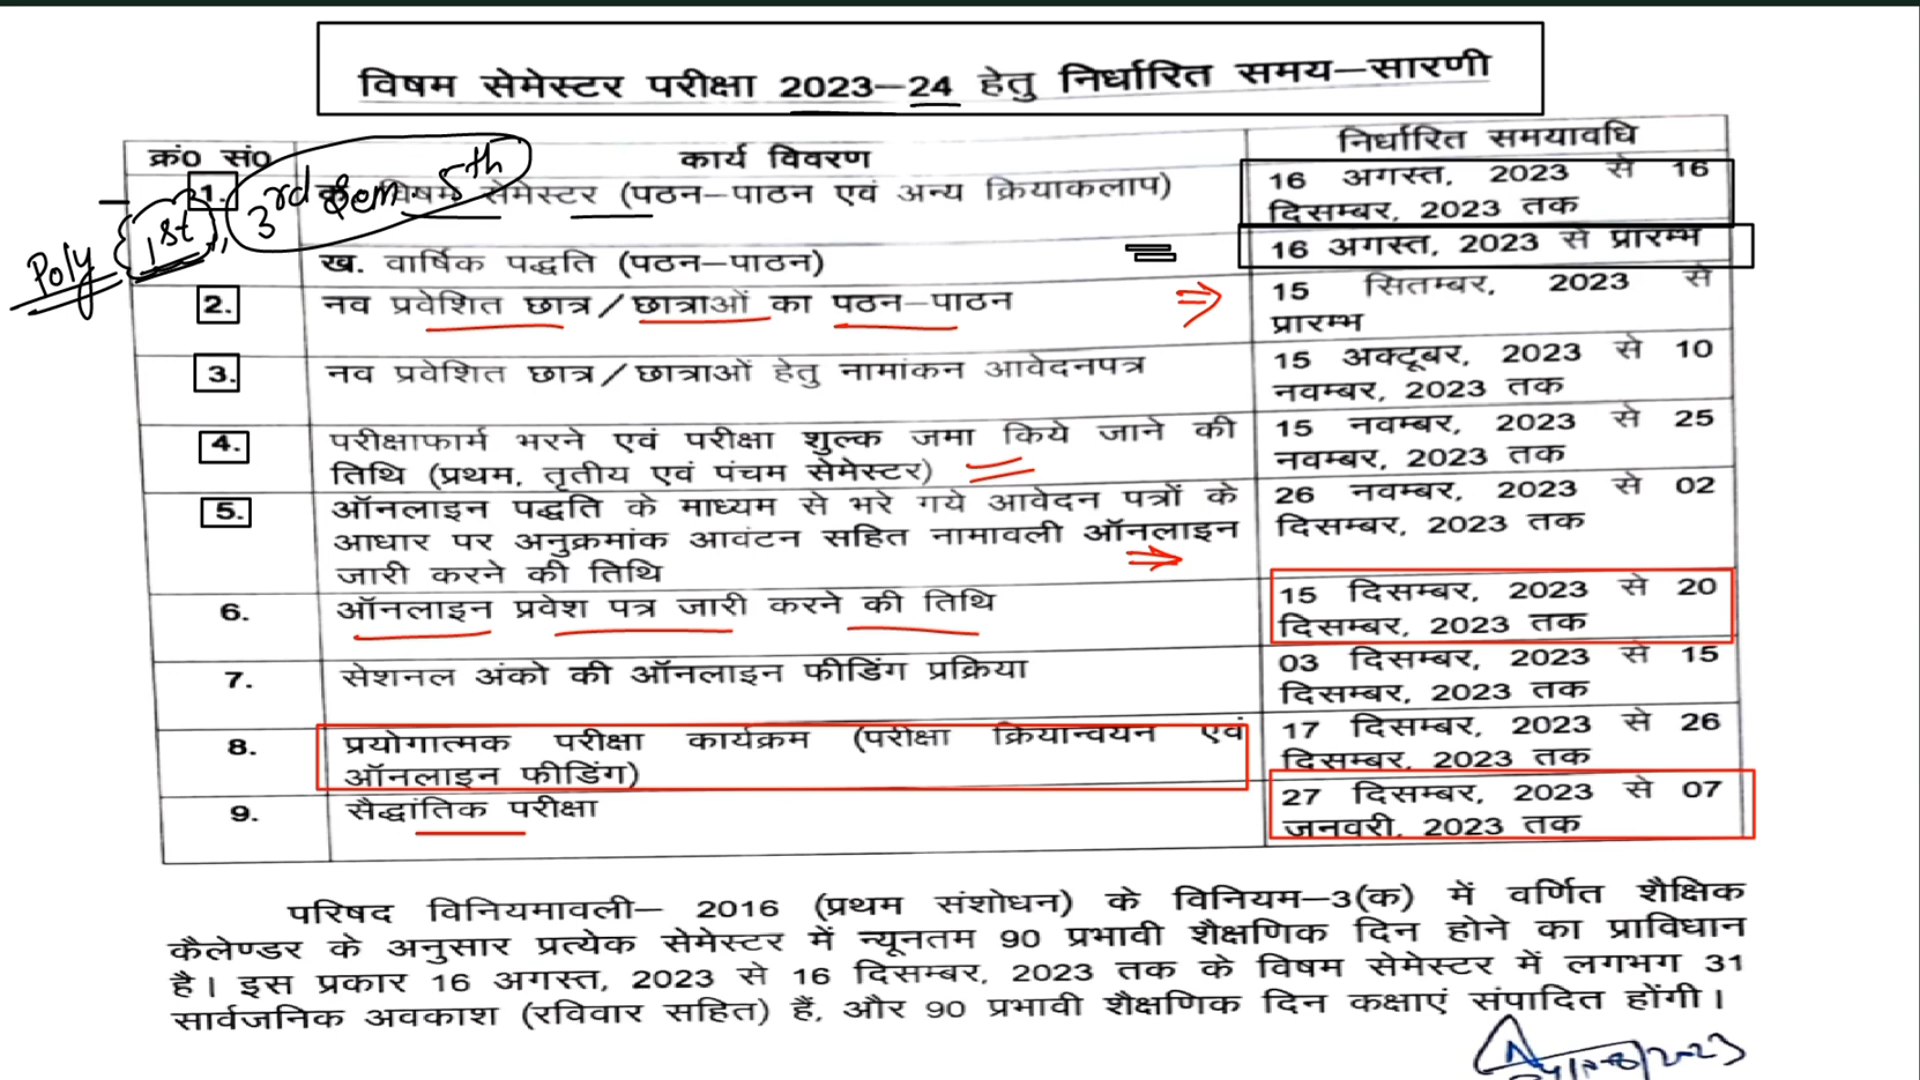 विषम सेमेस्टर परीक्षा 2023–24 हेतु निर्धारित समय–सारणी
क्रं0 सं0 कार्य विवरण निर्धारित समयावधि
1. विषम सेमेस्टर (पठन–पाठन एवं अन्य क्रियाकलाप) 16 अगस्त, 2023 से 16
दिसम्बर, 2023 तक
Poly 1st, 3rd Sem 5th
ख. वार्षिक पद्धति (पठन–पाठन) 16 अगस्त, 2023 से प्रारम्भ
2. नव प्रवेशित छात्र/छात्राओं का पठन–पाठन 15 सितम्बर, 2023 से
प्रारम्भ
3. नव प्रवेशित छात्र/छात्राओं हेतु नामांकन आवेदनपत्र 15 अक्टूबर, 2023 से 10
नवम्बर, 2023 तक
4. परीक्षाफार्म भरने एवं परीक्षा शुल्क जमा किये जाने की 15 नवम्बर, 2023 से 25
तिथि (प्रथम, तृतीय एवं पंचम सेमेस्टर) नवम्बर, 2023 तक
5. ऑनलाइन पद्धति के माध्यम से भरे गये आवेदन पत्रों के 26 नवम्बर, 2023 से 02
आधार पर अनुक्रमांक आवंटन सहित नामावली ऑनलाइन दिसम्बर, 2023 तक
जारी करने की तिथि
6. ऑनलाइन प्रवेश पत्र जारी करने की तिथि 15 दिसम्बर, 2023 से 20
दिसम्बर, 2023 तक
7. सेशनल अंको की ऑनलाइन फीडिंग प्रक्रिया 03 दिसम्बर, 2023 से 15
दिसम्बर, 2023 तक
8. प्रयोगात्मक परीक्षा कार्यक्रम (परीक्षा क्रियान्वयन एवं 17 दिसम्बर, 2023 से 26
ऑनलाइन फीडिंग) दिसम्बर, 2023 तक
9. सैद्धांतिक परीक्षा 27 दिसम्बर, 2023 से 07
जनवरी, 2023 तक
परिषद विनियमावली– 2016 (प्रथम संशोधन) के विनियम–3(क) में वर्णित शैक्षिक
कैलेण्डर के अनुसार प्रत्येक सेमेस्टर में न्यूनतम 90 प्रभावी शैक्षणिक दिन होने का प्राविधान
है। इस प्रकार 16 अगस्त, 2023 से 16 दिसम्बर, 2023 तक के विषम सेमेस्टर में लगभग 31
सार्वजनिक अवकाश (रविवार सहित) हैं, और 90 प्रभावी शैक्षणिक दिन कक्षाएं संपादित होंगी।